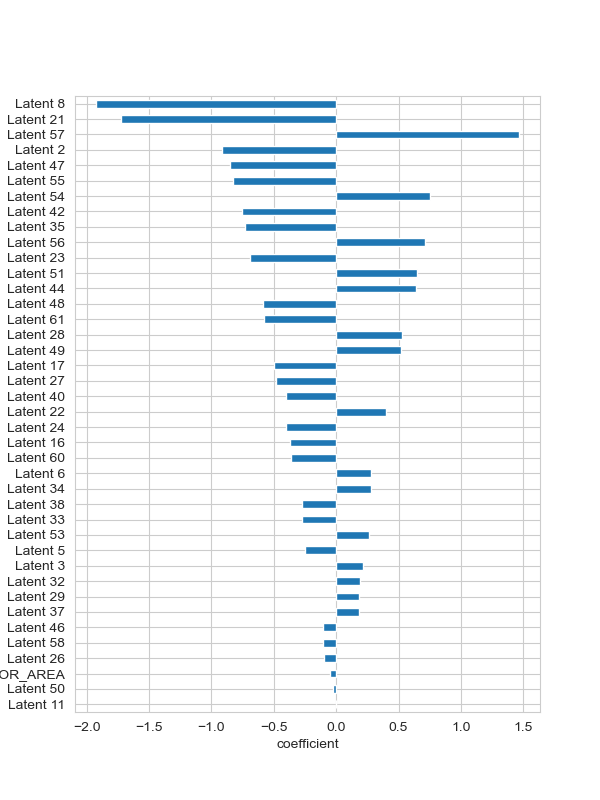 Latent 8
Latent 21
Latent 57
Latent 2
Latent 47
Latent 55
Latent 54
Latent 42
Latent 35
Latent 56
Latent 23
Latent 51
Latent 44
Latent 48
Latent 61
Latent 28
Latent 49
Latent 17
Latent 27
Latent 40
Latent 22
Latent 24
Latent 16
Latent 60
Latent 6
Latent 34
Latent 38
Latent 33
Latent 53
Latent 5
Latent 3
Latent 32
Latent 29
Latent 37
Latent 46
Latent 58
Latent 26
OR_AREA
Latent 50
Latent 11
−2.0 −1.5 −1.0 −0.5 0.0 0.5 1.0 1.5
coefficient